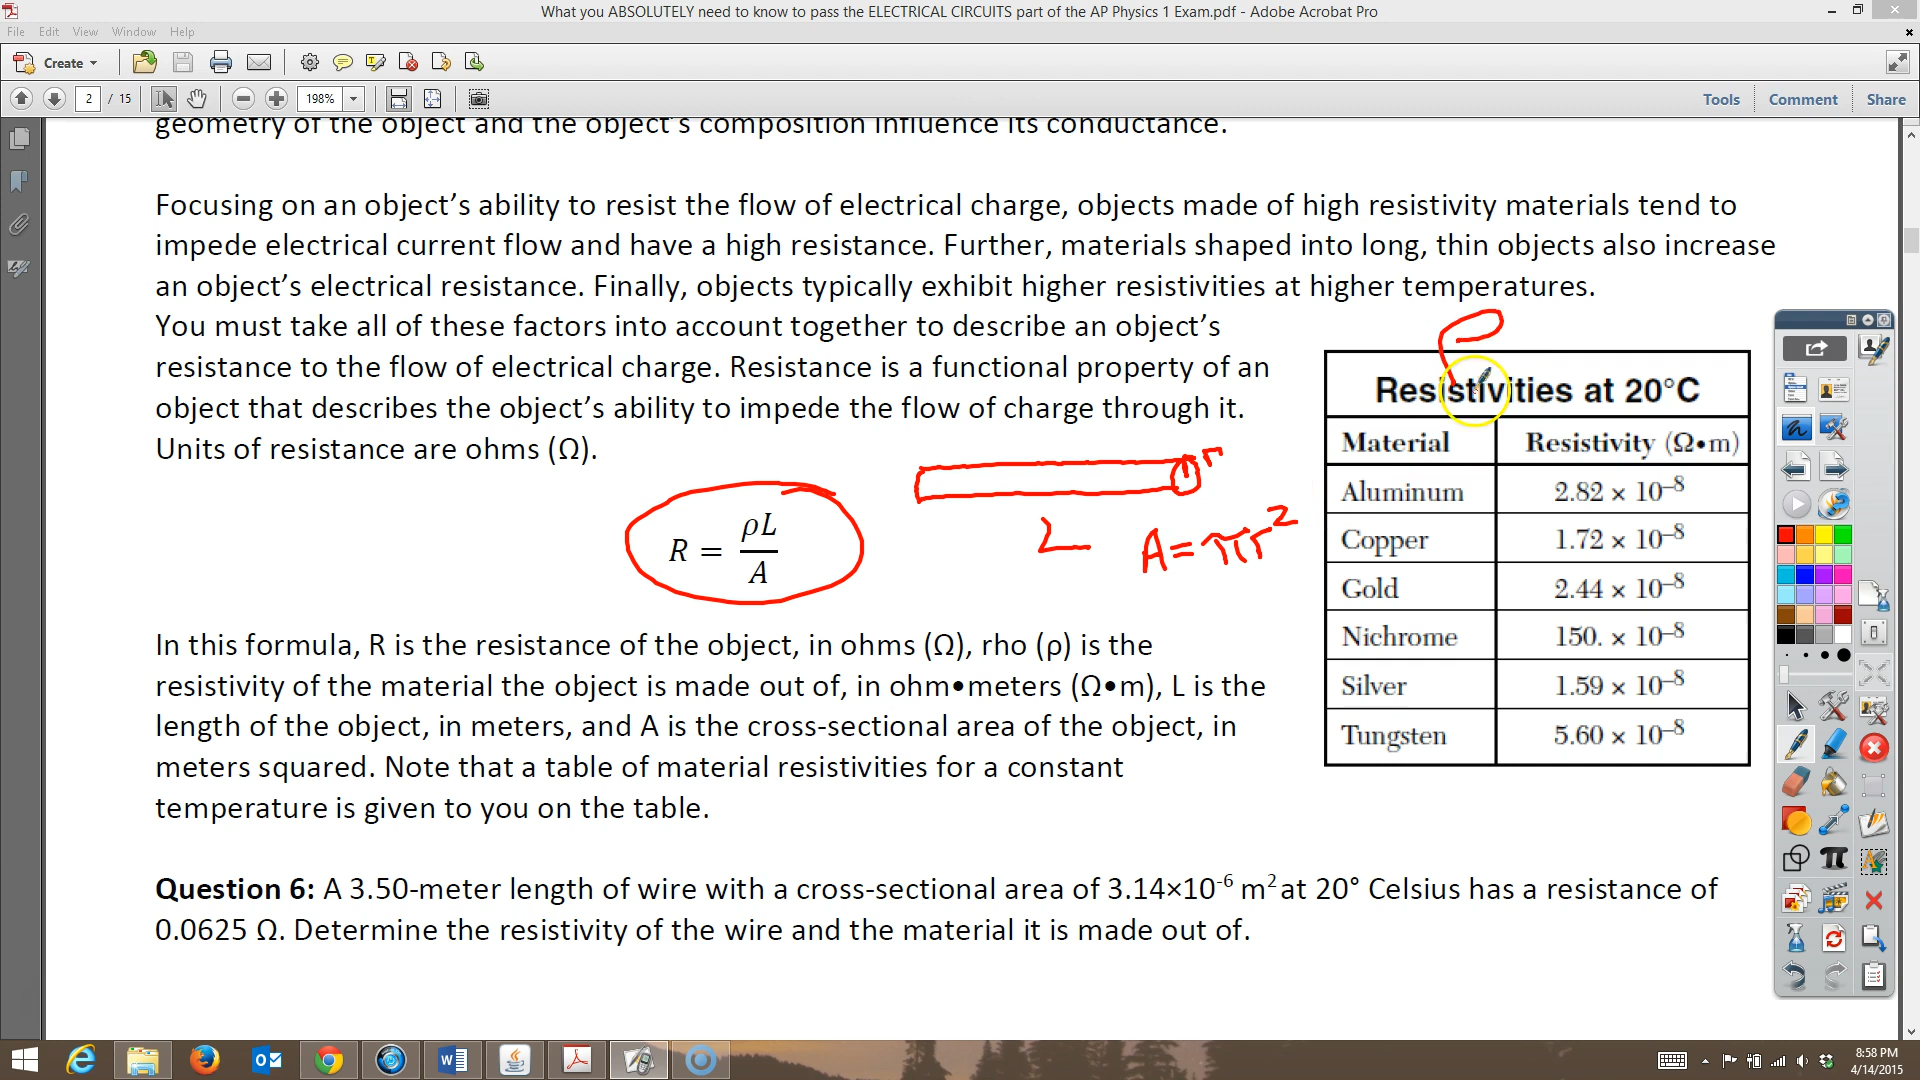 What you ABSOLUTELY need to know to pass the ELECTRICAL CIRCUITS part of the AP Physics 1 Exam.pdf - Adobe Acrobat Pro
File Edit View Window Help
Create
2 / 15
198%
Tools Comment Share
geometry of the object and the object's composition influence its conductance.
Focusing on an object's ability to resist the flow of electrical charge, objects made of high resistivity materials tend to
impede electrical current flow and have a high resistance. Further, materials shaped into long, thin objects also increase
an object's electrical resistance. Finally, objects typically exhibit higher resistivities at higher temperatures.
You must take all of these factors into account together to describe an object's
resistance to the flow of electrical charge. Resistance is a functional property of an
object that describes the object's ability to impede the flow of charge through it.
Units of resistance are ohms (Ω).
R = ρL/A
r
L
A = πr²
In this formula, R is the resistance of the object, in ohms (Ω), rho (ρ) is the
resistivity of the material the object is made out of, in ohm•meters (Ω•m), L is the
length of the object, in meters, and A is the cross-sectional area of the object, in
meters squared. Note that a table of material resistivities for a constant
temperature is given to you on the table.
ρ
Resistivities at 20°C
Material Resistivity (Ω•m)
Aluminum 2.82 × 10⁻⁸
Copper 1.72 × 10⁻⁸
Gold 2.44 × 10⁻⁸
Nichrome 150. × 10⁻⁸
Silver 1.59 × 10⁻⁸
Tungsten 5.60 × 10⁻⁸
Question 6: A 3.50-meter length of wire with a cross-sectional area of 3.14×10⁻⁶ m² at 20° Celsius has a resistance of
0.0625 Ω. Determine the resistivity of the wire and the material it is made out of.
8:58 PM
4/14/2015